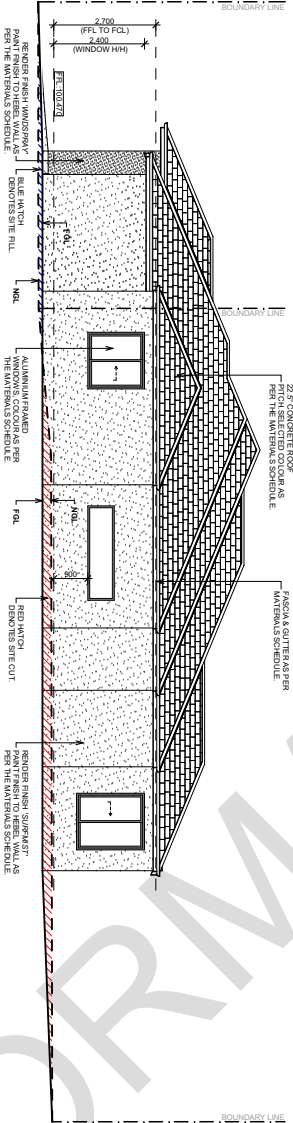 BOUNDARY LINE
BOUNDARY LINE
BOUNDARY LINE
22.5° CONCRETE ROOF
PITCH SELECTED COLOUR AS
PER THE MATERIALS SCHEDULE.
FASCIA & GUTTER AS PER
MATERIALS SCHEDULE.
2,700
(FFL TO FCL)
2,400
(WINDOW H/H)
FFL:100.470
900
FGL
NGL
NGL
FGL
RENDER FINISH 'WINDSPRAY'
PAINT FINISH TO HEBEL WALL AS
PER THE MATERIALS SCHEDULE.
BLUE HATCH
DENOTES SITE FILL.
ALUMINIUM FRAMED
WINDOWS, COLOUR AS PER
THE MATERIALS SCHEDULE.
RED HATCH
DENOTES SITE CUT.
RENDER FINISH 'SURFMIST'
PAINT FINISH TO HEBEL WALL AS
PER THE MATERIALS SCHEDULE.
ORM